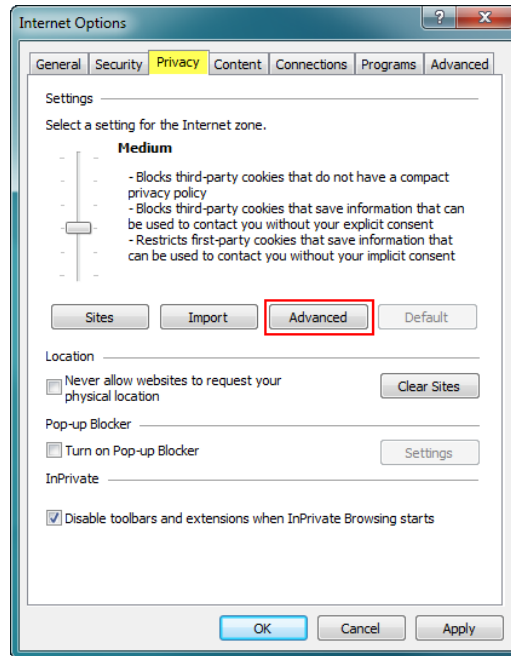 Internet Options
?
X
General Security Privacy Content Connections Programs Advanced
Settings
Select a setting for the Internet zone.
Medium
- Blocks third-party cookies that do not have a compact
privacy policy
- Blocks third-party cookies that save information that can
be used to contact you without your explicit consent
- Restricts first-party cookies that save information that
can be used to contact you without your implicit consent
Sites Import Advanced Default
Location
Never allow websites to request your
physical location
Clear Sites
Pop-up Blocker
Turn on Pop-up Blocker
Settings
InPrivate
Disable toolbars and extensions when InPrivate Browsing starts
OK Cancel Apply